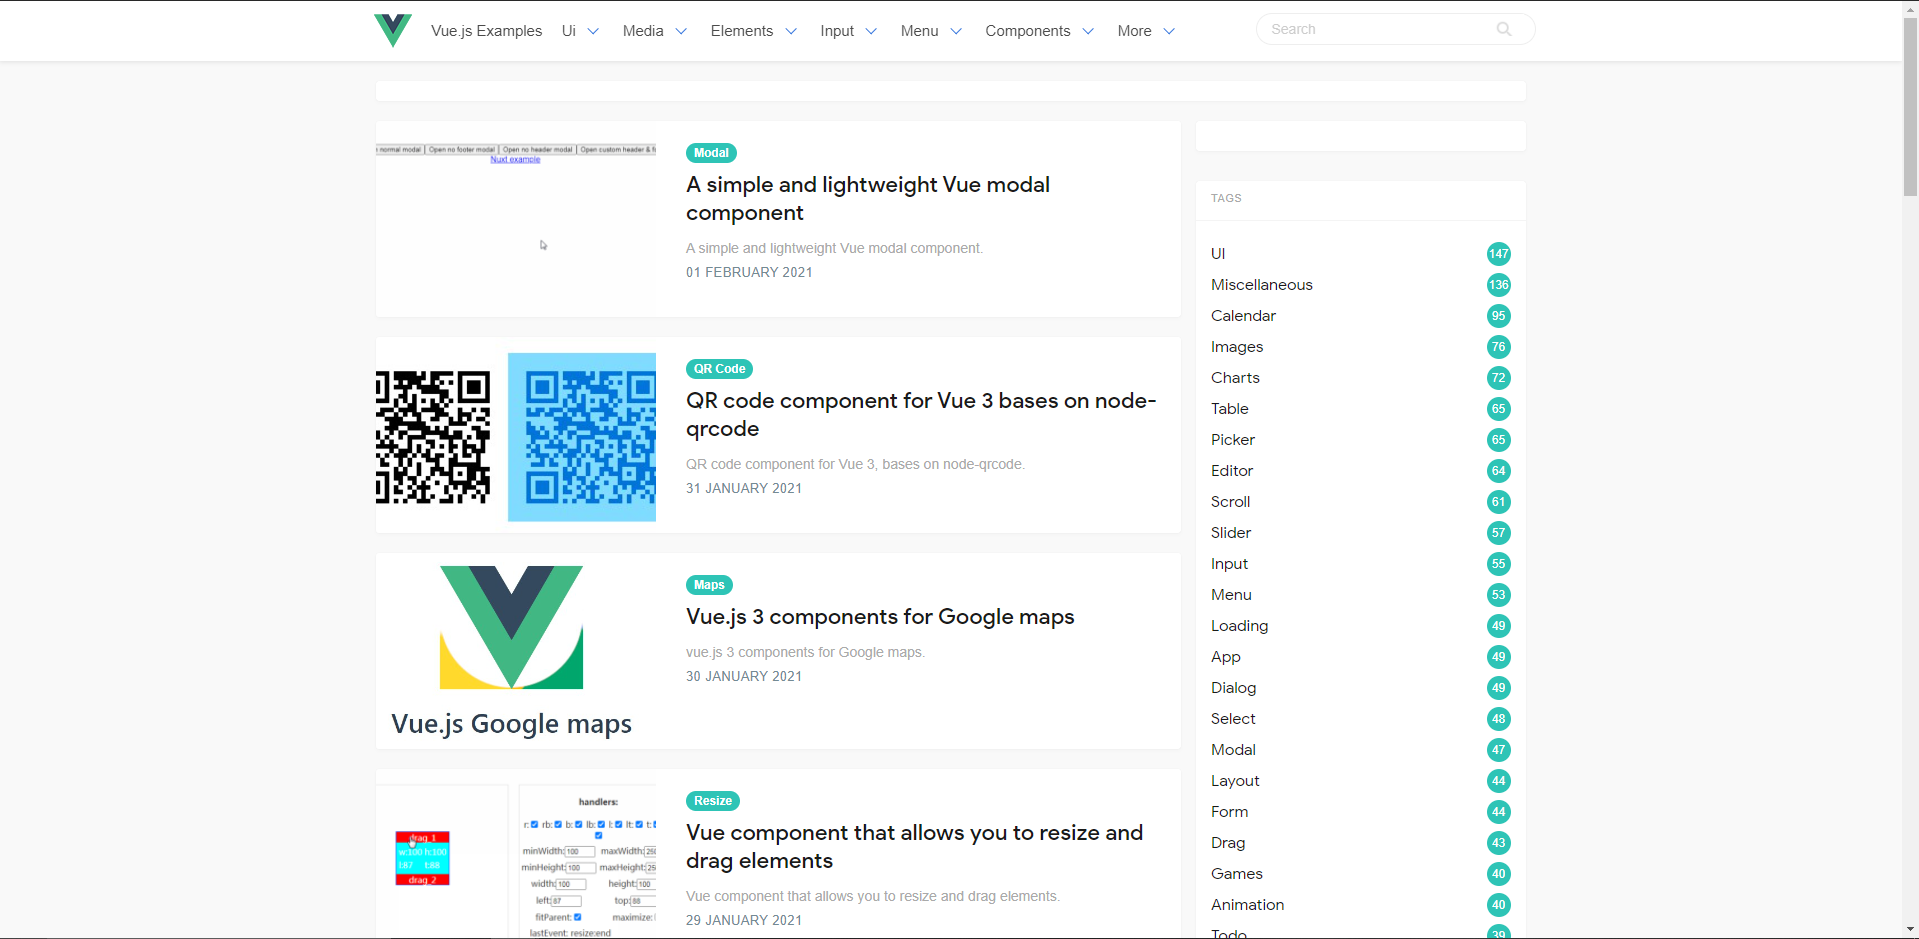 Vue.js Examples Ui Media Elements Input Menu Components More Search
normal modal Open no footer modal Open no header modal Open custom header &
Nuxt example
Modal
A simple and lightweight Vue modal
component
A simple and lightweight Vue modal component.
01 FEBRUARY 2021
QR Code
QR code component for Vue 3 bases on node-
qrcode
QR code component for Vue 3, bases on node-qrcode.
31 JANUARY 2021
Vue.js Google maps
Maps
Vue.js 3 components for Google maps
vue.js 3 components for Google maps.
30 JANUARY 2021
drag_1
w:100 h:100
l:87 t:88
drag_2
handlers:
r: rb: b: lb: l: lt: t:
minWidth: 100 maxWidth: 250
minHeight: 100 maxHeight: 25
width: 100 height: 100
left: 87 top: 88
fitParent: maximize:
lastEvent: resize:end
Resize
Vue component that allows you to resize and
drag elements
Vue component that allows you to resize and drag elements.
29 JANUARY 2021
TAGS
UI 147
Miscellaneous 136
Calendar 95
Images 76
Charts 72
Table 65
Picker 65
Editor 64
Scroll 61
Slider 57
Input 55
Menu 53
Loading 49
App 49
Dialog 49
Select 48
Modal 47
Layout 44
Form 44
Drag 43
Games 40
Animation 40
Todo 39